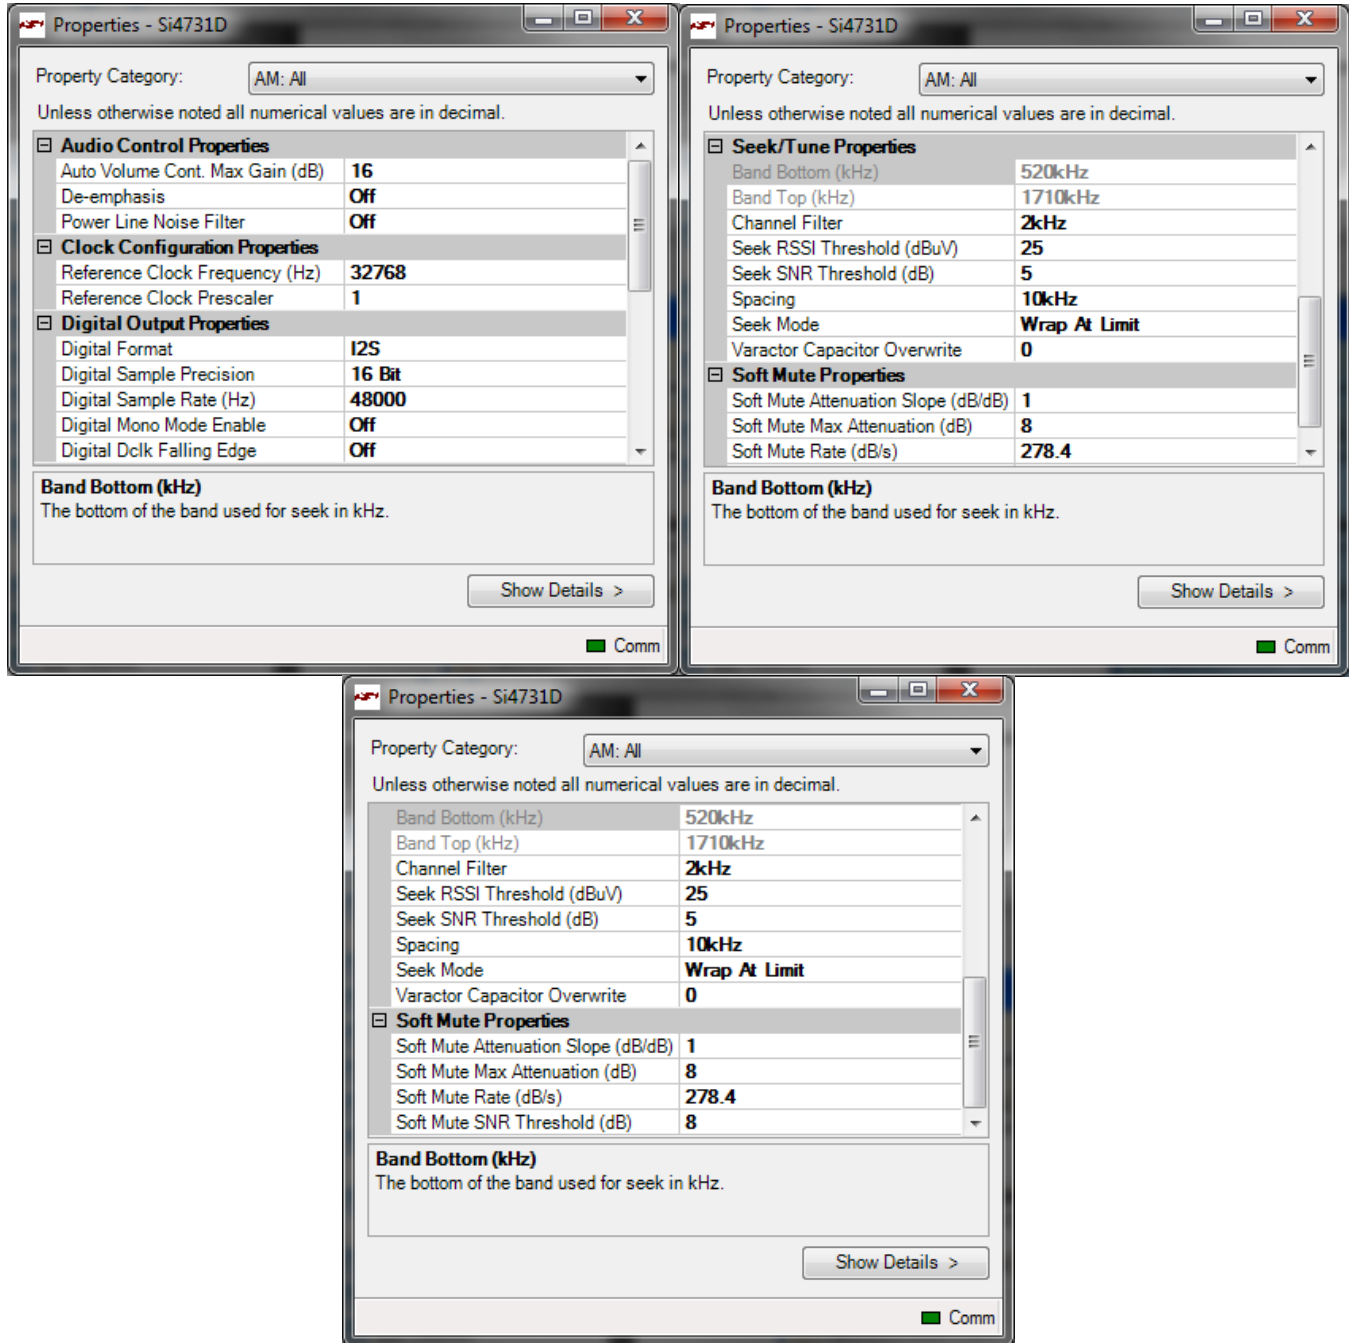 Properties - Si4731D
Property Category: AM: All
Unless otherwise noted all numerical values are in decimal.
Audio Control Properties
Auto Volume Cont. Max Gain (dB) 16
De-emphasis Off
Power Line Noise Filter Off
Clock Configuration Properties
Reference Clock Frequency (Hz) 32768
Reference Clock Prescaler 1
Digital Output Properties
Digital Format I2S
Digital Sample Precision 16 Bit
Digital Sample Rate (Hz) 48000
Digital Mono Mode Enable Off
Digital Dclk Falling Edge Off
Band Bottom (kHz)
The bottom of the band used for seek in kHz.
Show Details >
Comm
Properties - Si4731D
Property Category: AM: All
Unless otherwise noted all numerical values are in decimal.
Seek/Tune Properties
Band Bottom (kHz) 520kHz
Band Top (kHz) 1710kHz
Channel Filter 2kHz
Seek RSSI Threshold (dBuV) 25
Seek SNR Threshold (dB) 5
Spacing 10kHz
Seek Mode Wrap At Limit
Varactor Capacitor Overwrite 0
Soft Mute Properties
Soft Mute Attenuation Slope (dB/dB) 1
Soft Mute Max Attenuation (dB) 8
Soft Mute Rate (dB/s) 278.4
Band Bottom (kHz)
The bottom of the band used for seek in kHz.
Show Details >
Comm
Properties - Si4731D
Property Category: AM: All
Unless otherwise noted all numerical values are in decimal.
Band Bottom (kHz) 520kHz
Band Top (kHz) 1710kHz
Channel Filter 2kHz
Seek RSSI Threshold (dBuV) 25
Seek SNR Threshold (dB) 5
Spacing 10kHz
Seek Mode Wrap At Limit
Varactor Capacitor Overwrite 0
Soft Mute Properties
Soft Mute Attenuation Slope (dB/dB) 1
Soft Mute Max Attenuation (dB) 8
Soft Mute Rate (dB/s) 278.4
Soft Mute SNR Threshold (dB) 8
Band Bottom (kHz)
The bottom of the band used for seek in kHz.
Show Details >
Comm